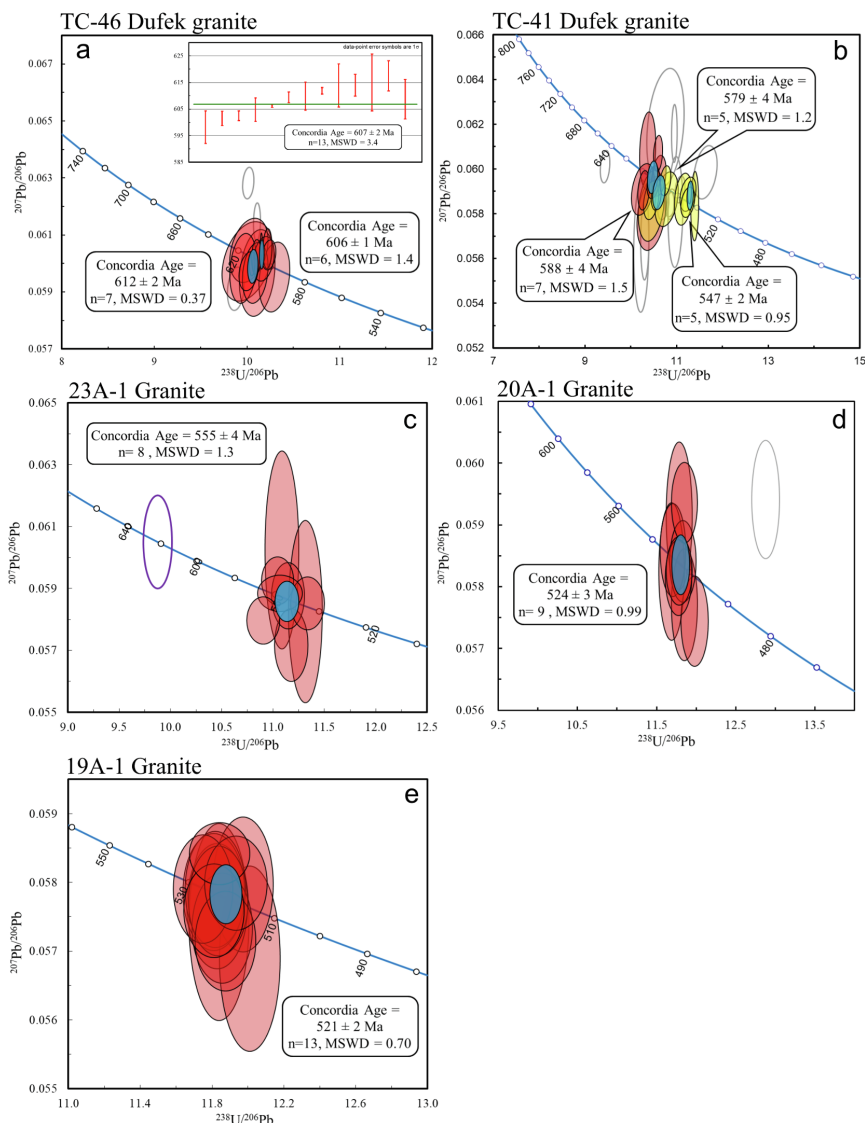 TC-46 Dufek granite
a
0.067
0.065
0.063
0.061
0.059
0.057
207Pb/206Pb
8
9
10
11
12
238U/206Pb
740
700
660
620
580
540
data-point error symbols are 1σ
625
615
605
595
585
Concordia Age = 607 ± 2 Ma
n=13, MSWD = 3.4
Concordia Age =
606 ± 1 Ma
n=6, MSWD = 1.4
Concordia Age =
612 ± 2 Ma
n=7, MSWD = 0.37
TC-41 Dufek granite
b
0.066
0.064
0.062
0.060
0.058
0.056
0.054
0.052
207Pb/206Pb
7
9
11
13
15
238U/206Pb
800
760
720
680
640
520
480
Concordia Age =
579 ± 4 Ma
n=5, MSWD = 1.2
Concordia Age =
588 ± 4 Ma
n=7, MSWD = 1.5
Concordia Age =
547 ± 2 Ma
n=5, MSWD = 0.95
23A-1 Granite
c
0.065
0.063
0.061
0.059
0.057
0.055
207Pb/206Pb
9.0
9.5
10.0
10.5
11.0
11.5
12.0
12.5
238U/206Pb
640
600
520
Concordia Age = 555 ± 4 Ma
n= 8 , MSWD = 1.3
20A-1 Granite
d
0.061
0.060
0.059
0.058
0.057
0.056
207Pb/206Pb
9.5
10.5
11.5
12.5
13.5
238U/206Pb
600
560
480
Concordia Age =
524 ± 3 Ma
n= 9 , MSWD = 0.99
19A-1 Granite
e
0.059
0.058
0.057
0.056
0.055
207Pb/206Pb
11.0
11.4
11.8
12.2
12.6
13.0
238U/206Pb
550
530
510
490
Concordia Age =
521 ± 2 Ma
n=13, MSWD = 0.70